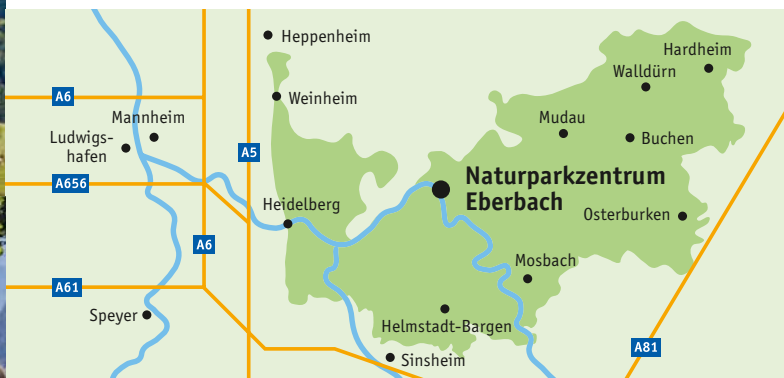 Heppenheim
Hardheim
Walldürn
A6
Weinheim
Mannheim
Mudau
Ludwigs-
hafen
Buchen
A5
A656
Naturparkzentrum
Eberbach
Heidelberg
Osterburken
A6
Mosbach
A61
Speyer
Helmstadt-Bargen
A81
Sinsheim